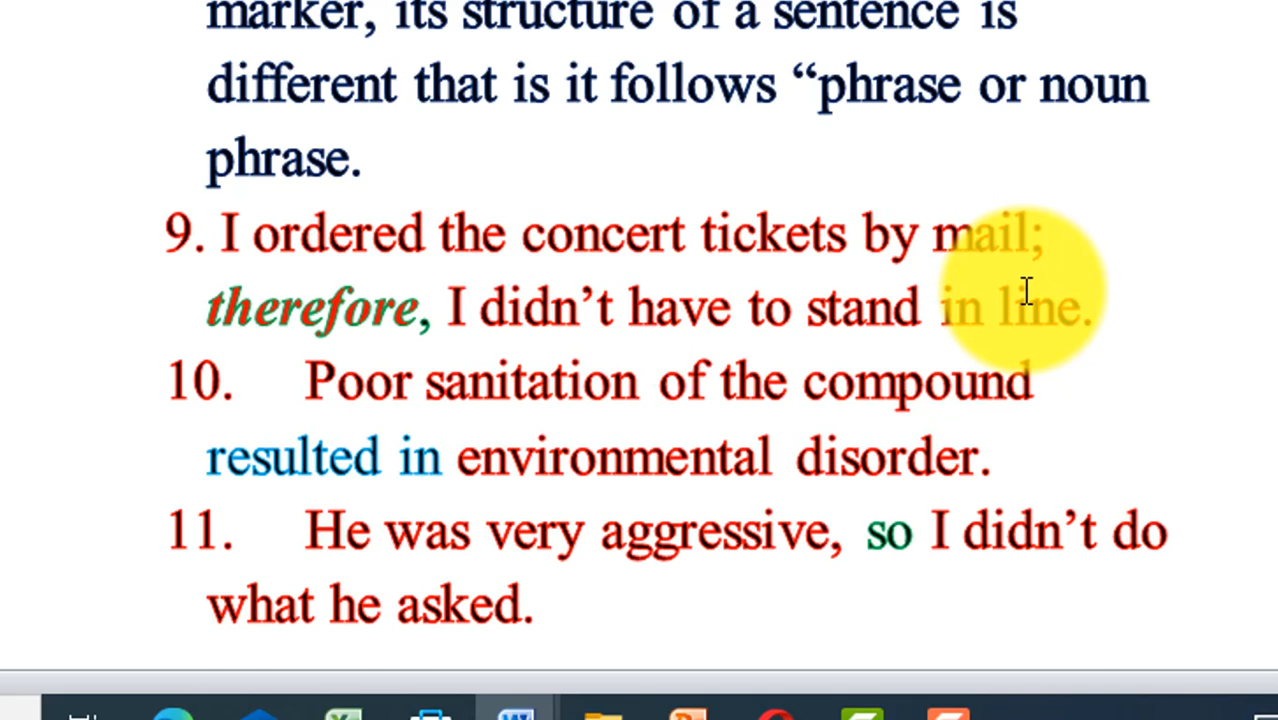 marker, its structure of a sentence is
different that is it follows “phrase or noun
phrase.
9. I ordered the concert tickets by mail;
therefore, I didn’t have to stand in line.
10. Poor sanitation of the compound
resulted in environmental disorder.
11. He was very aggressive, so I didn’t do
what he asked.